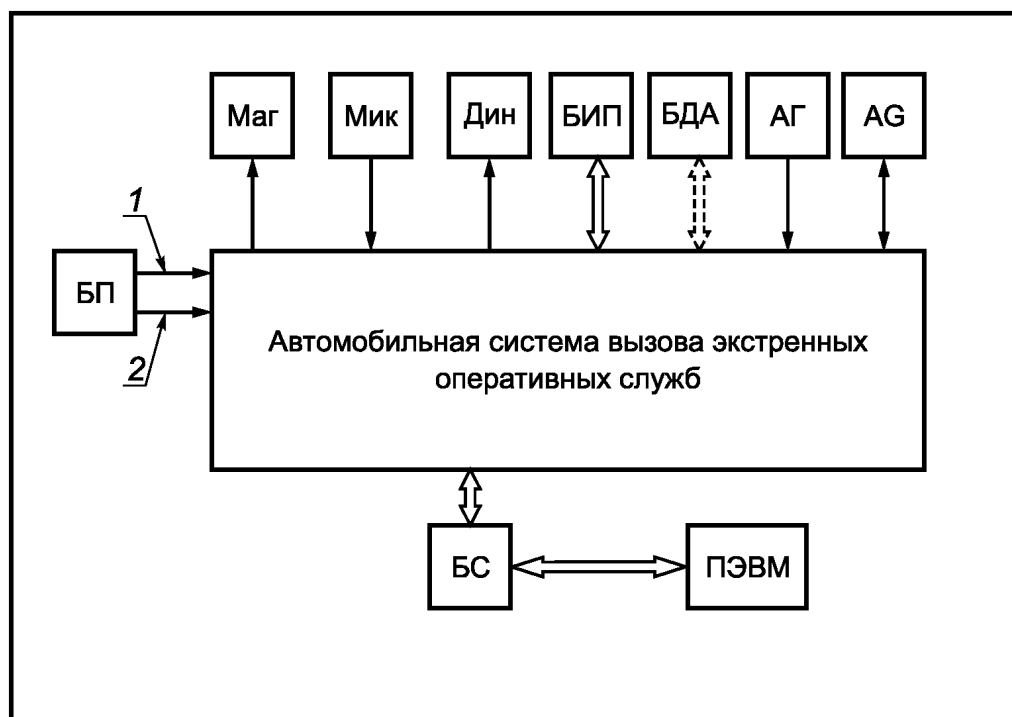 Маг
Мик
Дин
БИП
БДА
АГ
AG
1
БП
2
Автомобильная система вызова экстренных
оперативных служб
БС
ПЭВМ